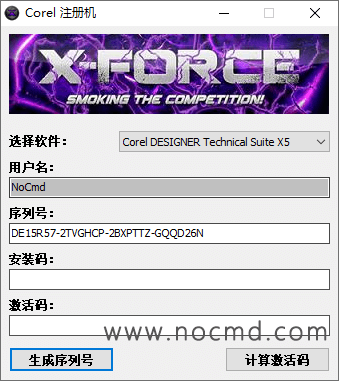 Corel 注册机
X-FORCE
SMOKING THE COMPETITION!
选择软件： Corel DESIGNER Technical Suite X5
用户名：
NoCmd
序列号：
DE15R57-2TVGHCP-2BXPTTZ-GQQD26N
安装码：
激活码：
www.nocmd.com
生成序列号 计算激活码